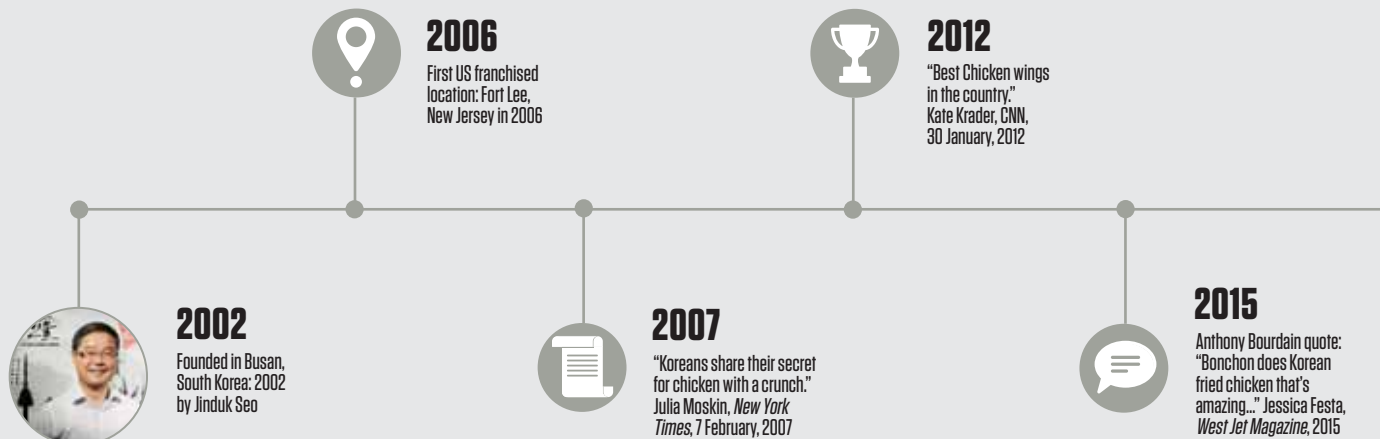 2006
First US franchised
location: Fort Lee,
New Jersey in 2006
2012
“Best Chicken wings
in the country.”
Kate Krader, CNN,
30 January, 2012
2002
Founded in Busan,
South Korea: 2002
by Jinduk Seo
2007
“Koreans share their secret
for chicken with a crunch.”
Julia Moskin, New York
Times, 7 February, 2007
2015
Anthony Bourdain quote:
“Bonchon does Korean
fried chicken that's
amazing...” Jessica Festa,
West Jet Magazine, 2015